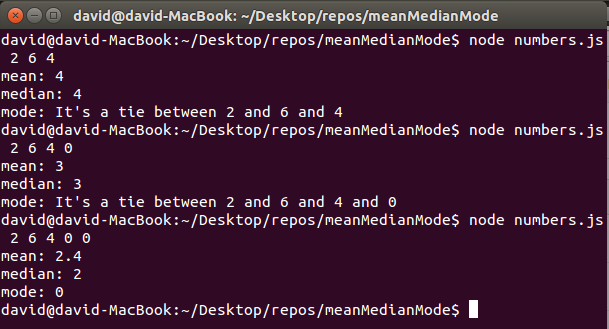 david@david-MacBook: ~/Desktop/repos/meanMedianMode
david@david-MacBook:~/Desktop/repos/meanMedianMode$ node numbers.js
 2 6 4
mean: 4
median: 4
mode: It's a tie between 2 and 6 and 4
david@david-MacBook:~/Desktop/repos/meanMedianMode$ node numbers.js
 2 6 4 0
mean: 3
median: 3
mode: It's a tie between 2 and 6 and 4 and 0
david@david-MacBook:~/Desktop/repos/meanMedianMode$ node numbers.js
 2 6 4 0 0
mean: 2.4
median: 2
mode: 0
david@david-MacBook:~/Desktop/repos/meanMedianMode$